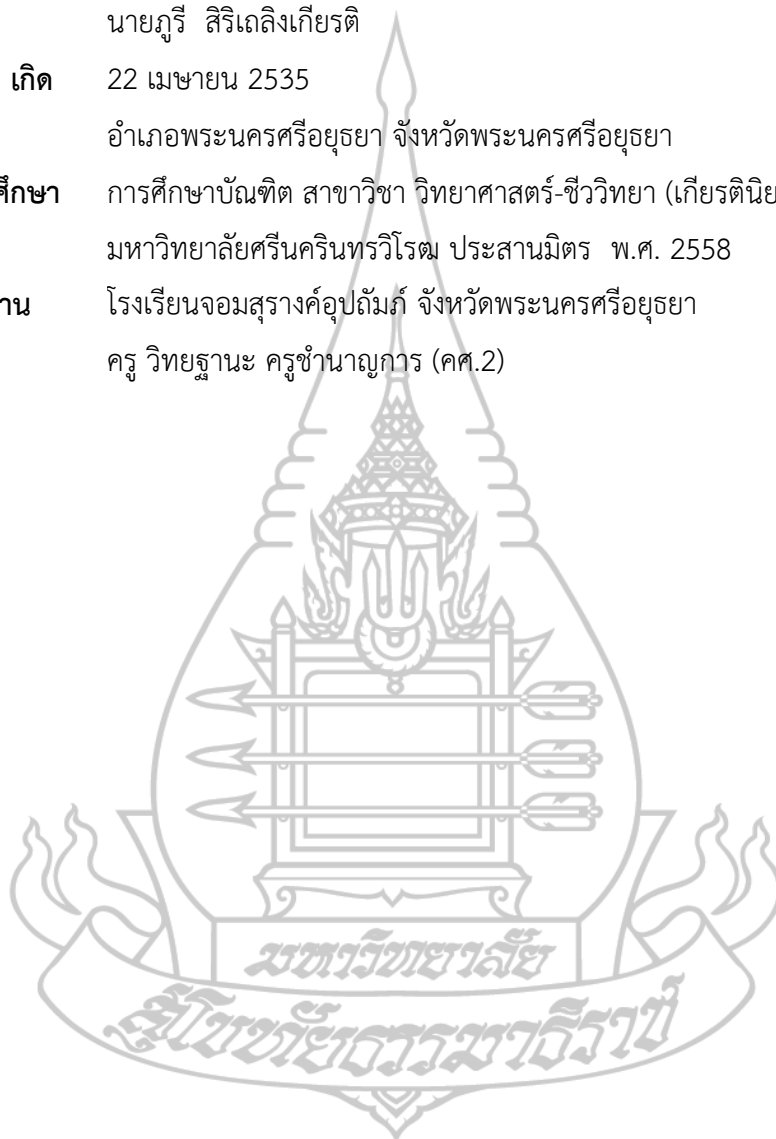 นายภูรี สิริเถลิงเกียรติ
เกิด 22 เมษายน 2535
อำเภอพระนครศรีอยุธยา จังหวัดพระนครศรีอยุธยา
ศึกษา การศึกษาบัณฑิต สาขาวิชา วิทยาศาสตร์-ชีววิทยา (เกียรตินิย
มหาวิทยาลัยศรีนครินทรวิโรฒ ประสานมิตร พ.ศ. 2558
าน โรงเรียนจอมสุรางค์อุปถัมภ์ จังหวัดพระนครศรีอยุธยา
ครู วิทยฐานะ ครูชำนาญการ (คศ.2)
มหาวิทยาลัย
สุโขทัยธรรมาธิราช